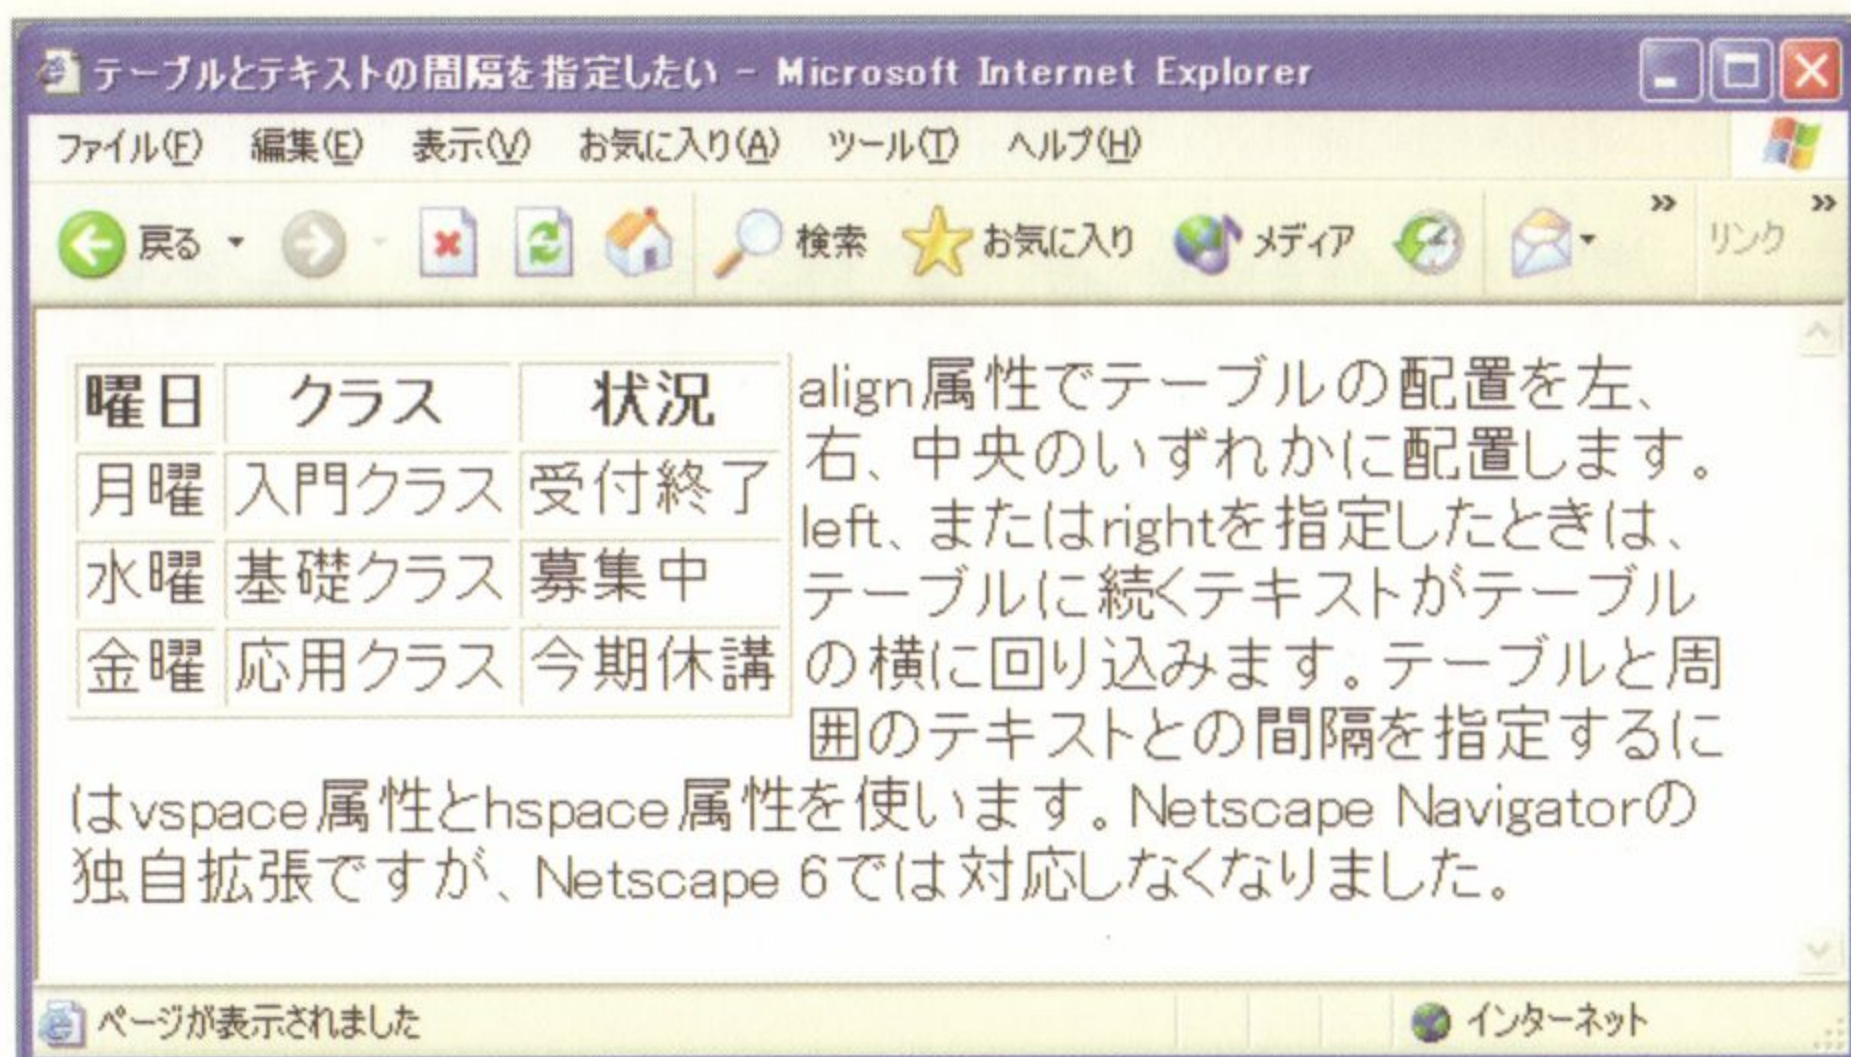 テーブルとテキストの間隔を指定したい - Microsoft Internet Explorer
ファイル(F) 編集(E) 表示(V) お気に入り(A) ツール(T) ヘルプ(H)
戻る 検索 お気に入り メディア » リンク »
曜日 クラス 状況
月曜 入門クラス 受付終了
水曜 基礎クラス 募集中
金曜 応用クラス 今期休講
align属性でテーブルの配置を左、
右、中央のいずれかに配置します。
left、またはrightを指定したときは、
テーブルに続くテキストがテーブル
の横に回り込みます。テーブルと周
囲のテキストとの間隔を指定するに
はvspace属性とhspace属性を使います。Netscape Navigatorの
独自拡張ですが、Netscape 6では対応しなくなりました。
ページが表示されました インターネット